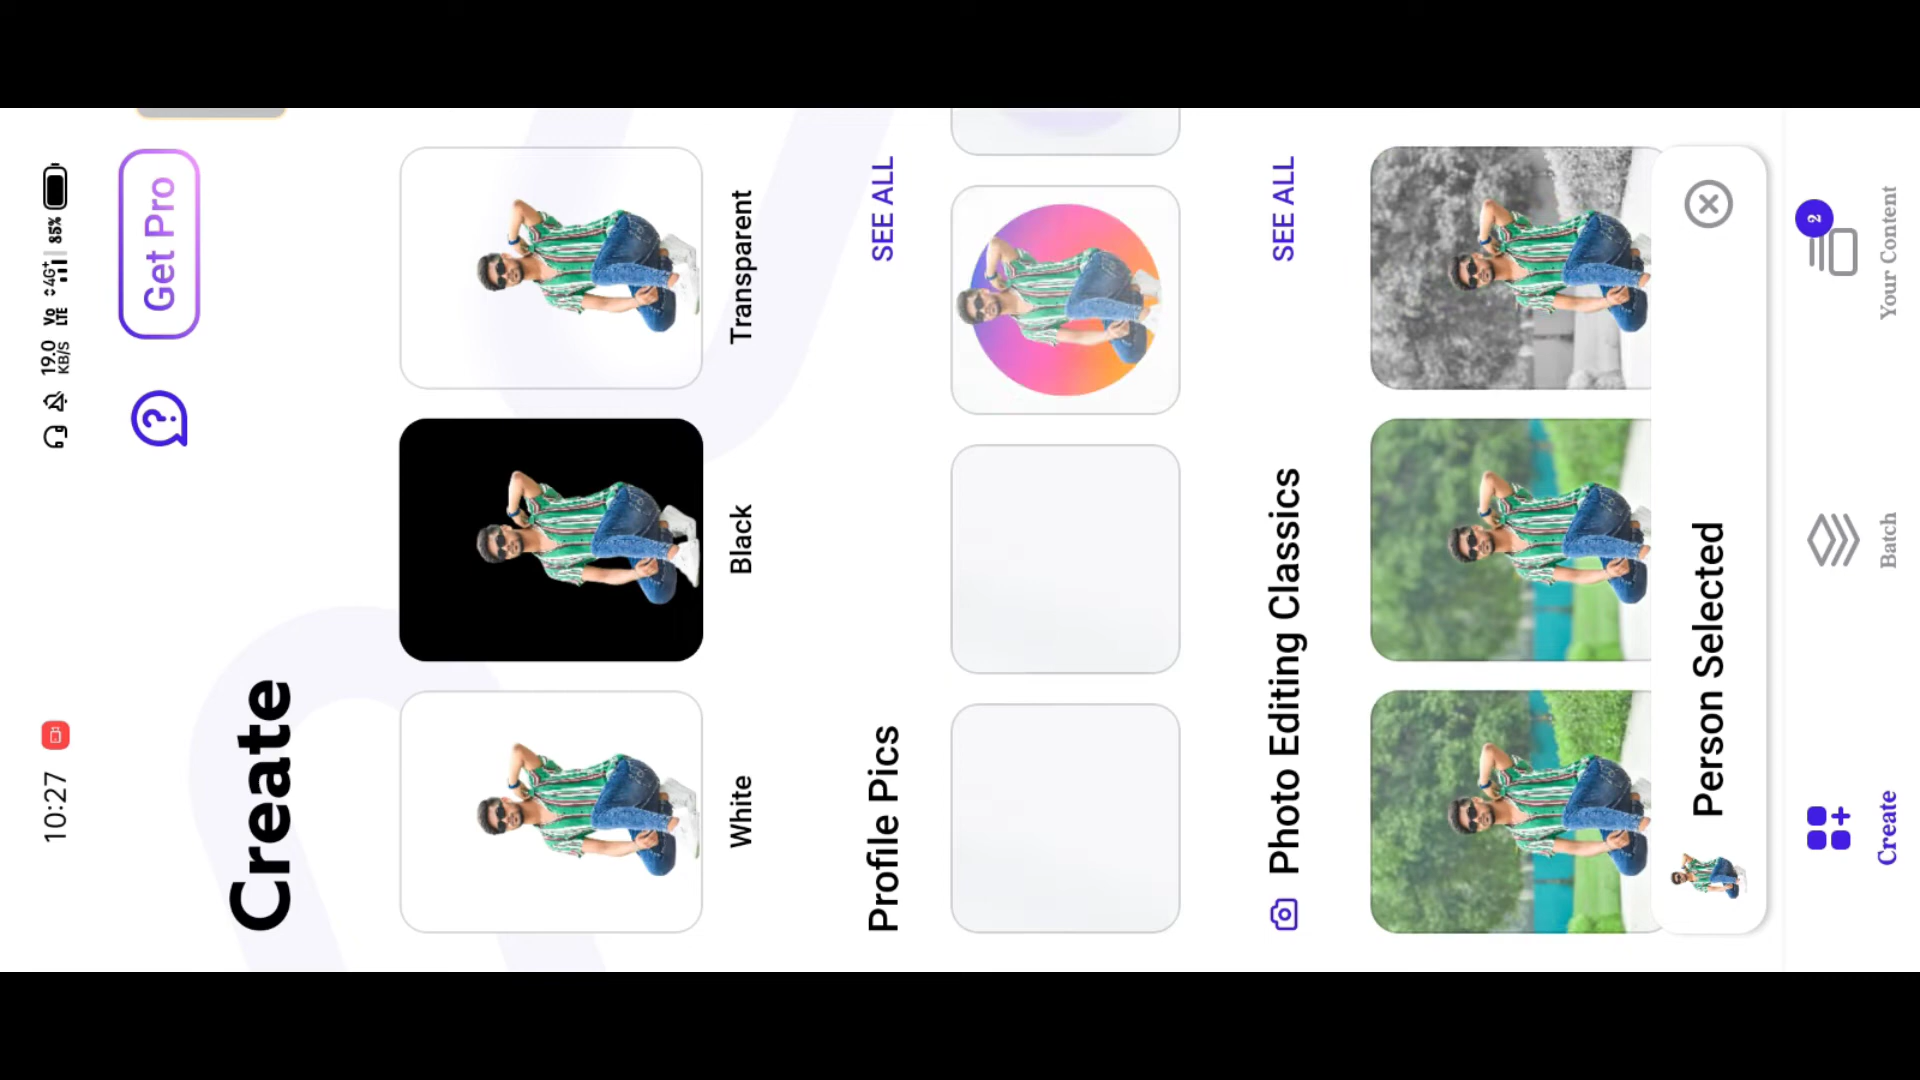 10:27
19.0
KB/S
Vo
LTE
4G+
85%
Get Pro
Create
White
Black
Transparent
Profile Pics
SEE ALL
Photo Editing Classics
SEE ALL
Person Selected
Create
Batch
2
Your Content